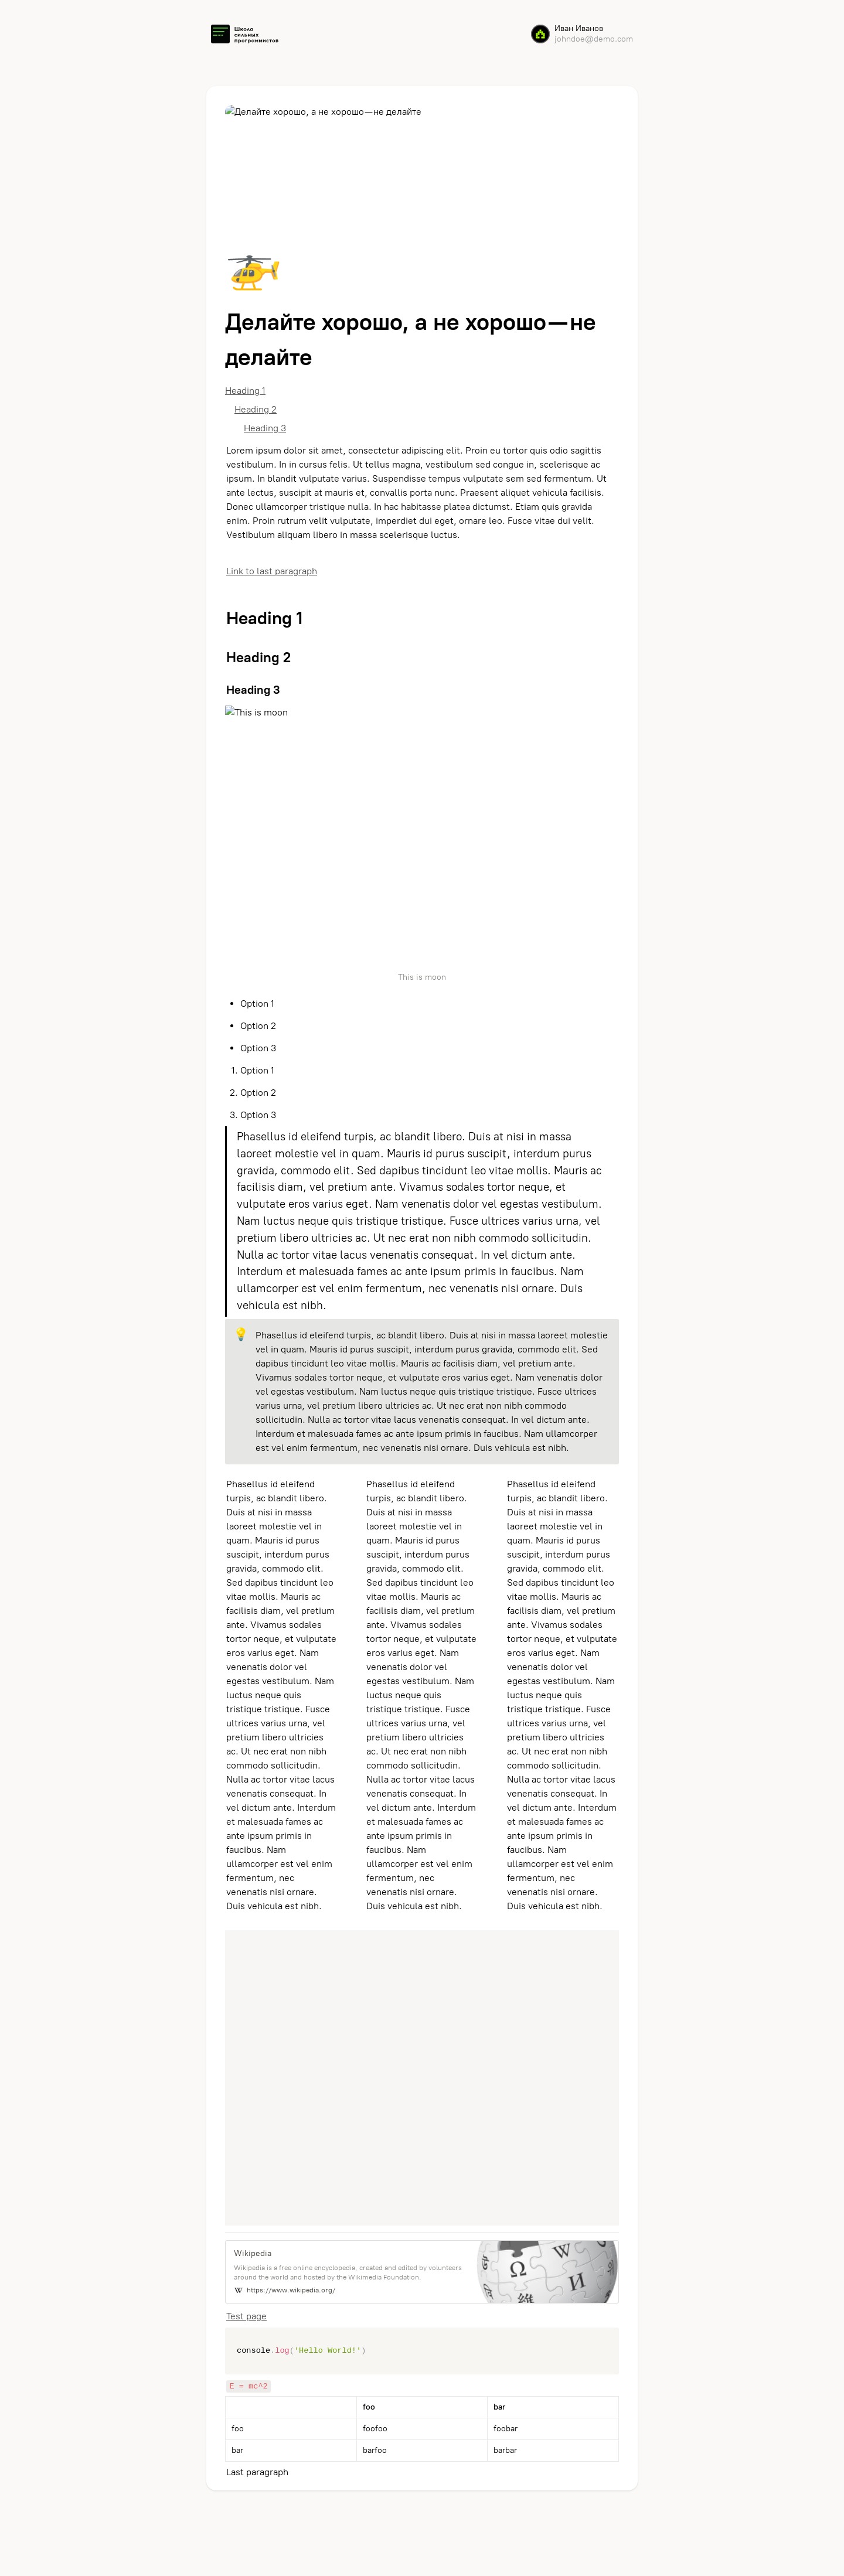 Школа
сильных
программистов
Иван Иванов
johndoe@demo.com
Делайте хорошо, а не хорошо — не делайте
Делайте хорошо, а не хорошо — не
делайте
Heading 1
Heading 2
Heading 3
Lorem ipsum dolor sit amet, consectetur adipiscing elit. Proin eu tortor quis odio sagittis
vestibulum. In in cursus felis. Ut tellus magna, vestibulum sed congue in, scelerisque ac
ipsum. In blandit vulputate varius. Suspendisse tempus vulputate sem sed fermentum. Ut
ante lectus, suscipit at mauris et, convallis porta nunc. Praesent aliquet vehicula facilisis.
Donec ullamcorper tristique nulla. In hac habitasse platea dictumst. Etiam quis gravida
enim. Proin rutrum velit vulputate, imperdiet dui eget, ornare leo. Fusce vitae dui velit.
Vestibulum aliquam libero in massa scelerisque luctus.
Link to last paragraph
Heading 1
Heading 2
Heading 3
This is moon
This is moon
• Option 1
• Option 2
• Option 3
1. Option 1
2. Option 2
3. Option 3
Phasellus id eleifend turpis, ac blandit libero. Duis at nisi in massa
laoreet molestie vel in quam. Mauris id purus suscipit, interdum purus
gravida, commodo elit. Sed dapibus tincidunt leo vitae mollis. Mauris ac
facilisis diam, vel pretium ante. Vivamus sodales tortor neque, et
vulputate eros varius eget. Nam venenatis dolor vel egestas vestibulum.
Nam luctus neque quis tristique tristique. Fusce ultrices varius urna, vel
pretium libero ultricies ac. Ut nec erat non nibh commodo sollicitudin.
Nulla ac tortor vitae lacus venenatis consequat. In vel dictum ante.
Interdum et malesuada fames ac ante ipsum primis in faucibus. Nam
ullamcorper est vel enim fermentum, nec venenatis nisi ornare. Duis
vehicula est nibh.
Phasellus id eleifend turpis, ac blandit libero. Duis at nisi in massa laoreet molestie
vel in quam. Mauris id purus suscipit, interdum purus gravida, commodo elit. Sed
dapibus tincidunt leo vitae mollis. Mauris ac facilisis diam, vel pretium ante.
Vivamus sodales tortor neque, et vulputate eros varius eget. Nam venenatis dolor
vel egestas vestibulum. Nam luctus neque quis tristique tristique. Fusce ultrices
varius urna, vel pretium libero ultricies ac. Ut nec erat non nibh commodo
sollicitudin. Nulla ac tortor vitae lacus venenatis consequat. In vel dictum ante.
Interdum et malesuada fames ac ante ipsum primis in faucibus. Nam ullamcorper
est vel enim fermentum, nec venenatis nisi ornare. Duis vehicula est nibh.
Phasellus id eleifend
turpis, ac blandit libero.
Duis at nisi in massa
laoreet molestie vel in
quam. Mauris id purus
suscipit, interdum purus
gravida, commodo elit.
Sed dapibus tincidunt leo
vitae mollis. Mauris ac
facilisis diam, vel pretium
ante. Vivamus sodales
tortor neque, et vulputate
eros varius eget. Nam
venenatis dolor vel
egestas vestibulum. Nam
luctus neque quis
tristique tristique. Fusce
ultrices varius urna, vel
pretium libero ultricies
ac. Ut nec erat non nibh
commodo sollicitudin.
Nulla ac tortor vitae lacus
venenatis consequat. In
vel dictum ante. Interdum
et malesuada fames ac
ante ipsum primis in
faucibus. Nam
ullamcorper est vel enim
fermentum, nec
venenatis nisi ornare.
Duis vehicula est nibh.
Phasellus id eleifend
turpis, ac blandit libero.
Duis at nisi in massa
laoreet molestie vel in
quam. Mauris id purus
suscipit, interdum purus
gravida, commodo elit.
Sed dapibus tincidunt leo
vitae mollis. Mauris ac
facilisis diam, vel pretium
ante. Vivamus sodales
tortor neque, et vulputate
eros varius eget. Nam
venenatis dolor vel
egestas vestibulum. Nam
luctus neque quis
tristique tristique. Fusce
ultrices varius urna, vel
pretium libero ultricies
ac. Ut nec erat non nibh
commodo sollicitudin.
Nulla ac tortor vitae lacus
venenatis consequat. In
vel dictum ante. Interdum
et malesuada fames ac
ante ipsum primis in
faucibus. Nam
ullamcorper est vel enim
fermentum, nec
venenatis nisi ornare.
Duis vehicula est nibh.
Phasellus id eleifend
turpis, ac blandit libero.
Duis at nisi in massa
laoreet molestie vel in
quam. Mauris id purus
suscipit, interdum purus
gravida, commodo elit.
Sed dapibus tincidunt leo
vitae mollis. Mauris ac
facilisis diam, vel pretium
ante. Vivamus sodales
tortor neque, et vulputate
eros varius eget. Nam
venenatis dolor vel
egestas vestibulum. Nam
luctus neque quis
tristique tristique. Fusce
ultrices varius urna, vel
pretium libero ultricies
ac. Ut nec erat non nibh
commodo sollicitudin.
Nulla ac tortor vitae lacus
venenatis consequat. In
vel dictum ante. Interdum
et malesuada fames ac
ante ipsum primis in
faucibus. Nam
ullamcorper est vel enim
fermentum, nec
venenatis nisi ornare.
Duis vehicula est nibh.
Wikipedia
Wikipedia is a free online encyclopedia, created and edited by volunteers
around the world and hosted by the Wikimedia Foundation.
W https://www.wikipedia.org/
Ω W И 維
Test page
console.log('Hello World!')
E = mc^2
foo bar
foo foofoo foobar
bar barfoo barbar
Last paragraph